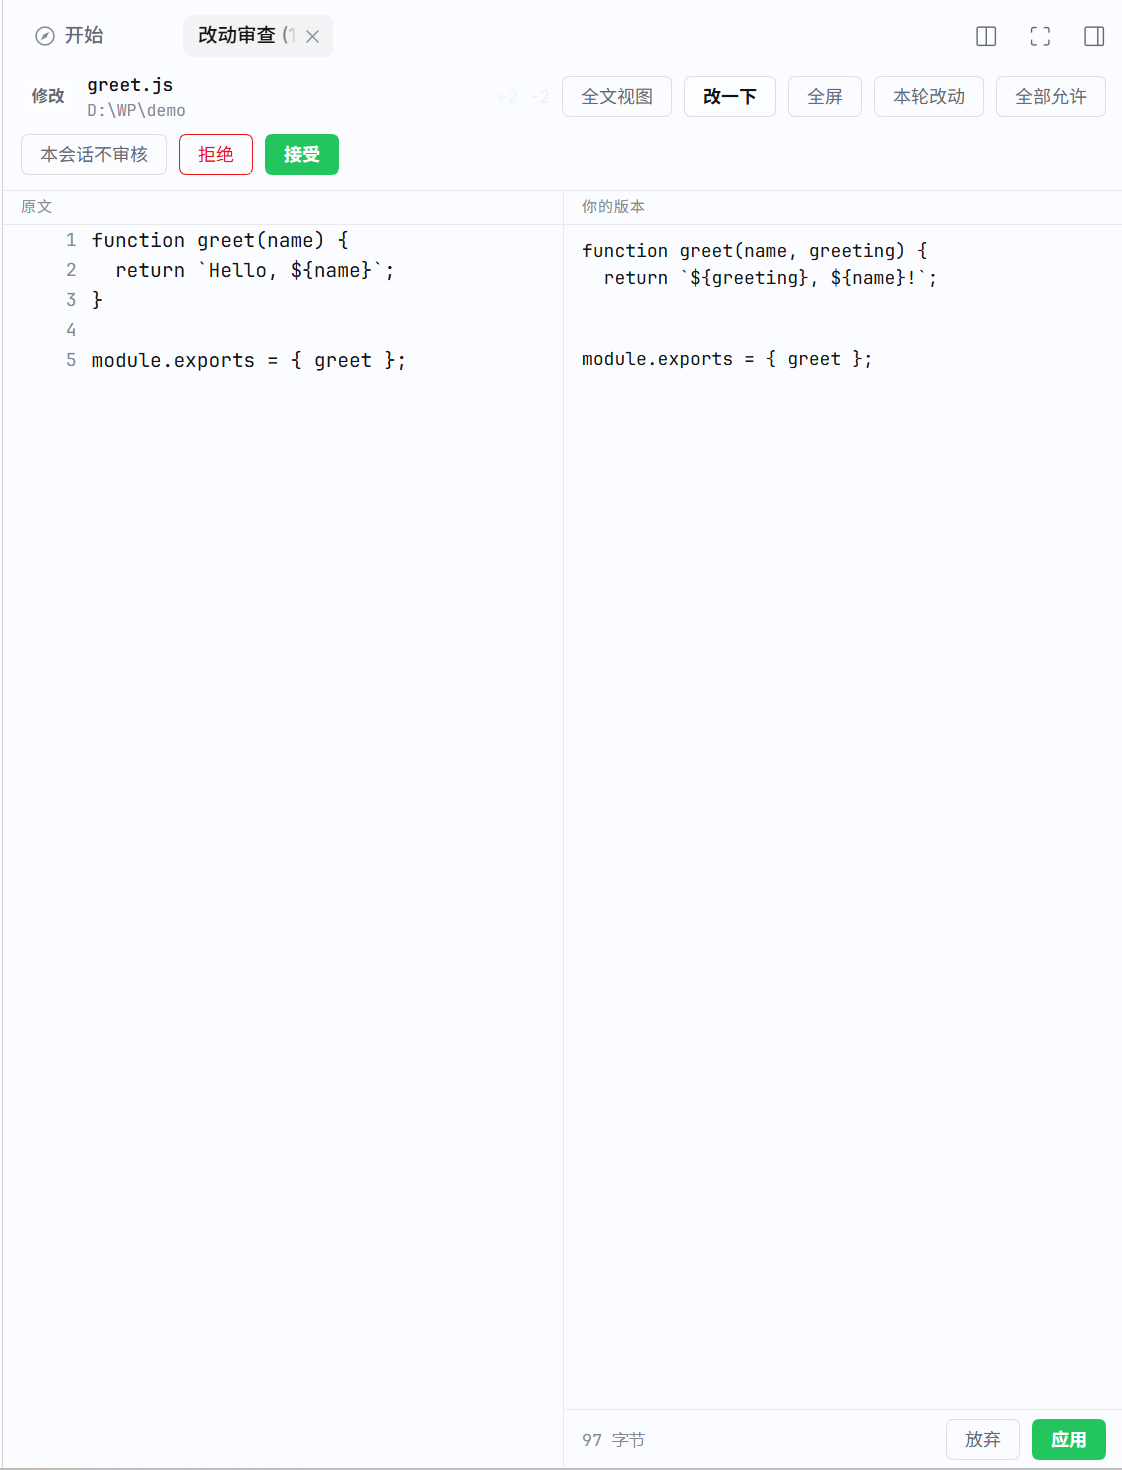 开始
改动审查 (1
修改
greet.js
D:\WP\demo
+2 -2
全文视图
改一下
全屏
本轮改动
全部允许
本会话不审核
拒绝
接受
原文
1 function greet(name) {
2   return `Hello, ${name}`;
3 }
4
5 module.exports = { greet };
你的版本
function greet(name, greeting) {
  return `${greeting}, ${name}!`;
module.exports = { greet };
97 字节
放弃
应用